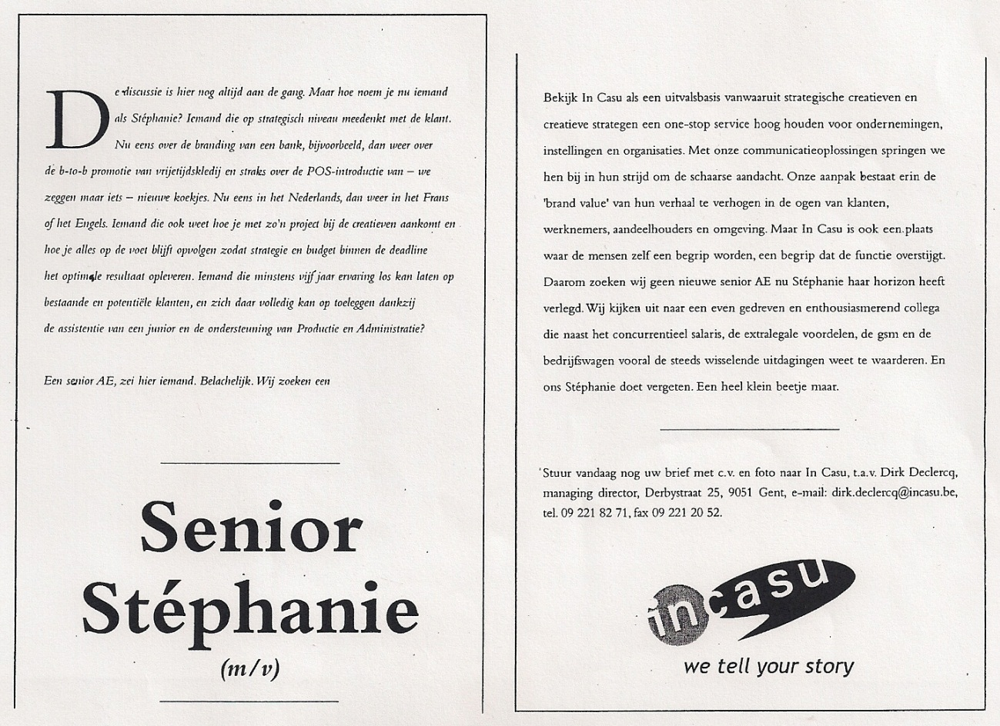 De discussie is hier nog altijd aan de gang. Maar hoe noem je nu iemand
als Stéphanie? Iemand die op strategisch niveau meedenkt met de klant.
Nu eens over de branding van een bank, bijvoorbeeld, dan weer over
de b-to-b promotie van vrijetijdskledij en straks over de POS-introductie van – we
zeggen maar iets – nieuwe koekjes. Nu eens in het Nederlands, dan weer in het Frans
of het Engels. Iemand die ook weet hoe je met zo'n project bij de creatieven aankomt en
hoe je alles op de voet blijft opvolgen zodat strategie en budget binnen de deadline
het optimale resultaat opleveren. Iemand die minstens vijf jaar ervaring los kan laten op
bestaande en potentiële klanten, en zich daar volledig kan op toeleggen dankzij
de assistentie van een junior en de ondersteuning van Productie en Administratie?
Een senior AE, zei hier iemand. Belachelijk. Wij zoeken een
Senior
Stéphanie
(m/v)
Bekijk In Casu als een uitvalsbasis vanwaaruit strategische creatieven en
creatieve strategen een one-stop service hoog houden voor ondernemingen,
instellingen en organisaties. Met onze communicatieoplossingen springen we
hen bij in hun strijd om de schaarse aandacht. Onze aanpak bestaat erin de
'brand value' van hun verhaal te verhogen in de ogen van klanten,
werknemers, aandeelhouders en omgeving. Maar In Casu is ook een plaats
waar de mensen zelf een begrip worden, een begrip dat de functie overstijgt.
Daarom zoeken wij geen nieuwe senior AE nu Stéphanie haar horizon heeft
verlegd. Wij kijken uit naar een even gedreven en enthousiasmerend collega
die naast het concurrentieel salaris, de extralegale voordelen, de gsm en de
bedrijfswagen vooral de steeds wisselende uitdagingen weet te waarderen. En
ons Stéphanie doet vergeten. Een heel klein beetje maar.
Stuur vandaag nog uw brief met c.v. en foto naar In Casu, t.a.v. Dirk Declercq,
managing director, Derbystraat 25, 9051 Gent, e-mail: dirk.declercq@incasu.be,
tel. 09 221 82 71, fax 09 221 20 52.
incasu
we tell your story